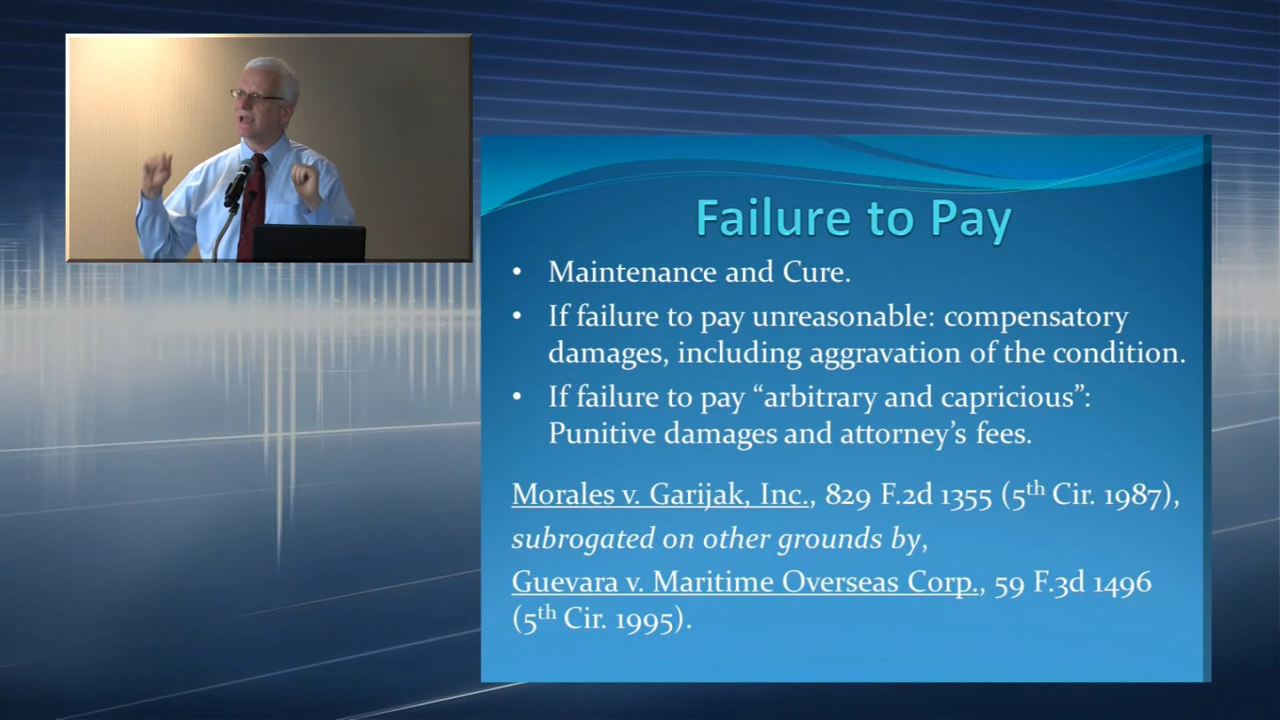 Failure to Pay
• Maintenance and Cure.
• If failure to pay unreasonable: compensatory
damages, including aggravation of the condition.
• If failure to pay “arbitrary and capricious”:
Punitive damages and attorney’s fees.
Morales v. Garijak, Inc., 829 F.2d 1355 (5th Cir. 1987),
subrogated on other grounds by,
Guevara v. Maritime Overseas Corp., 59 F.3d 1496
(5th Cir. 1995).